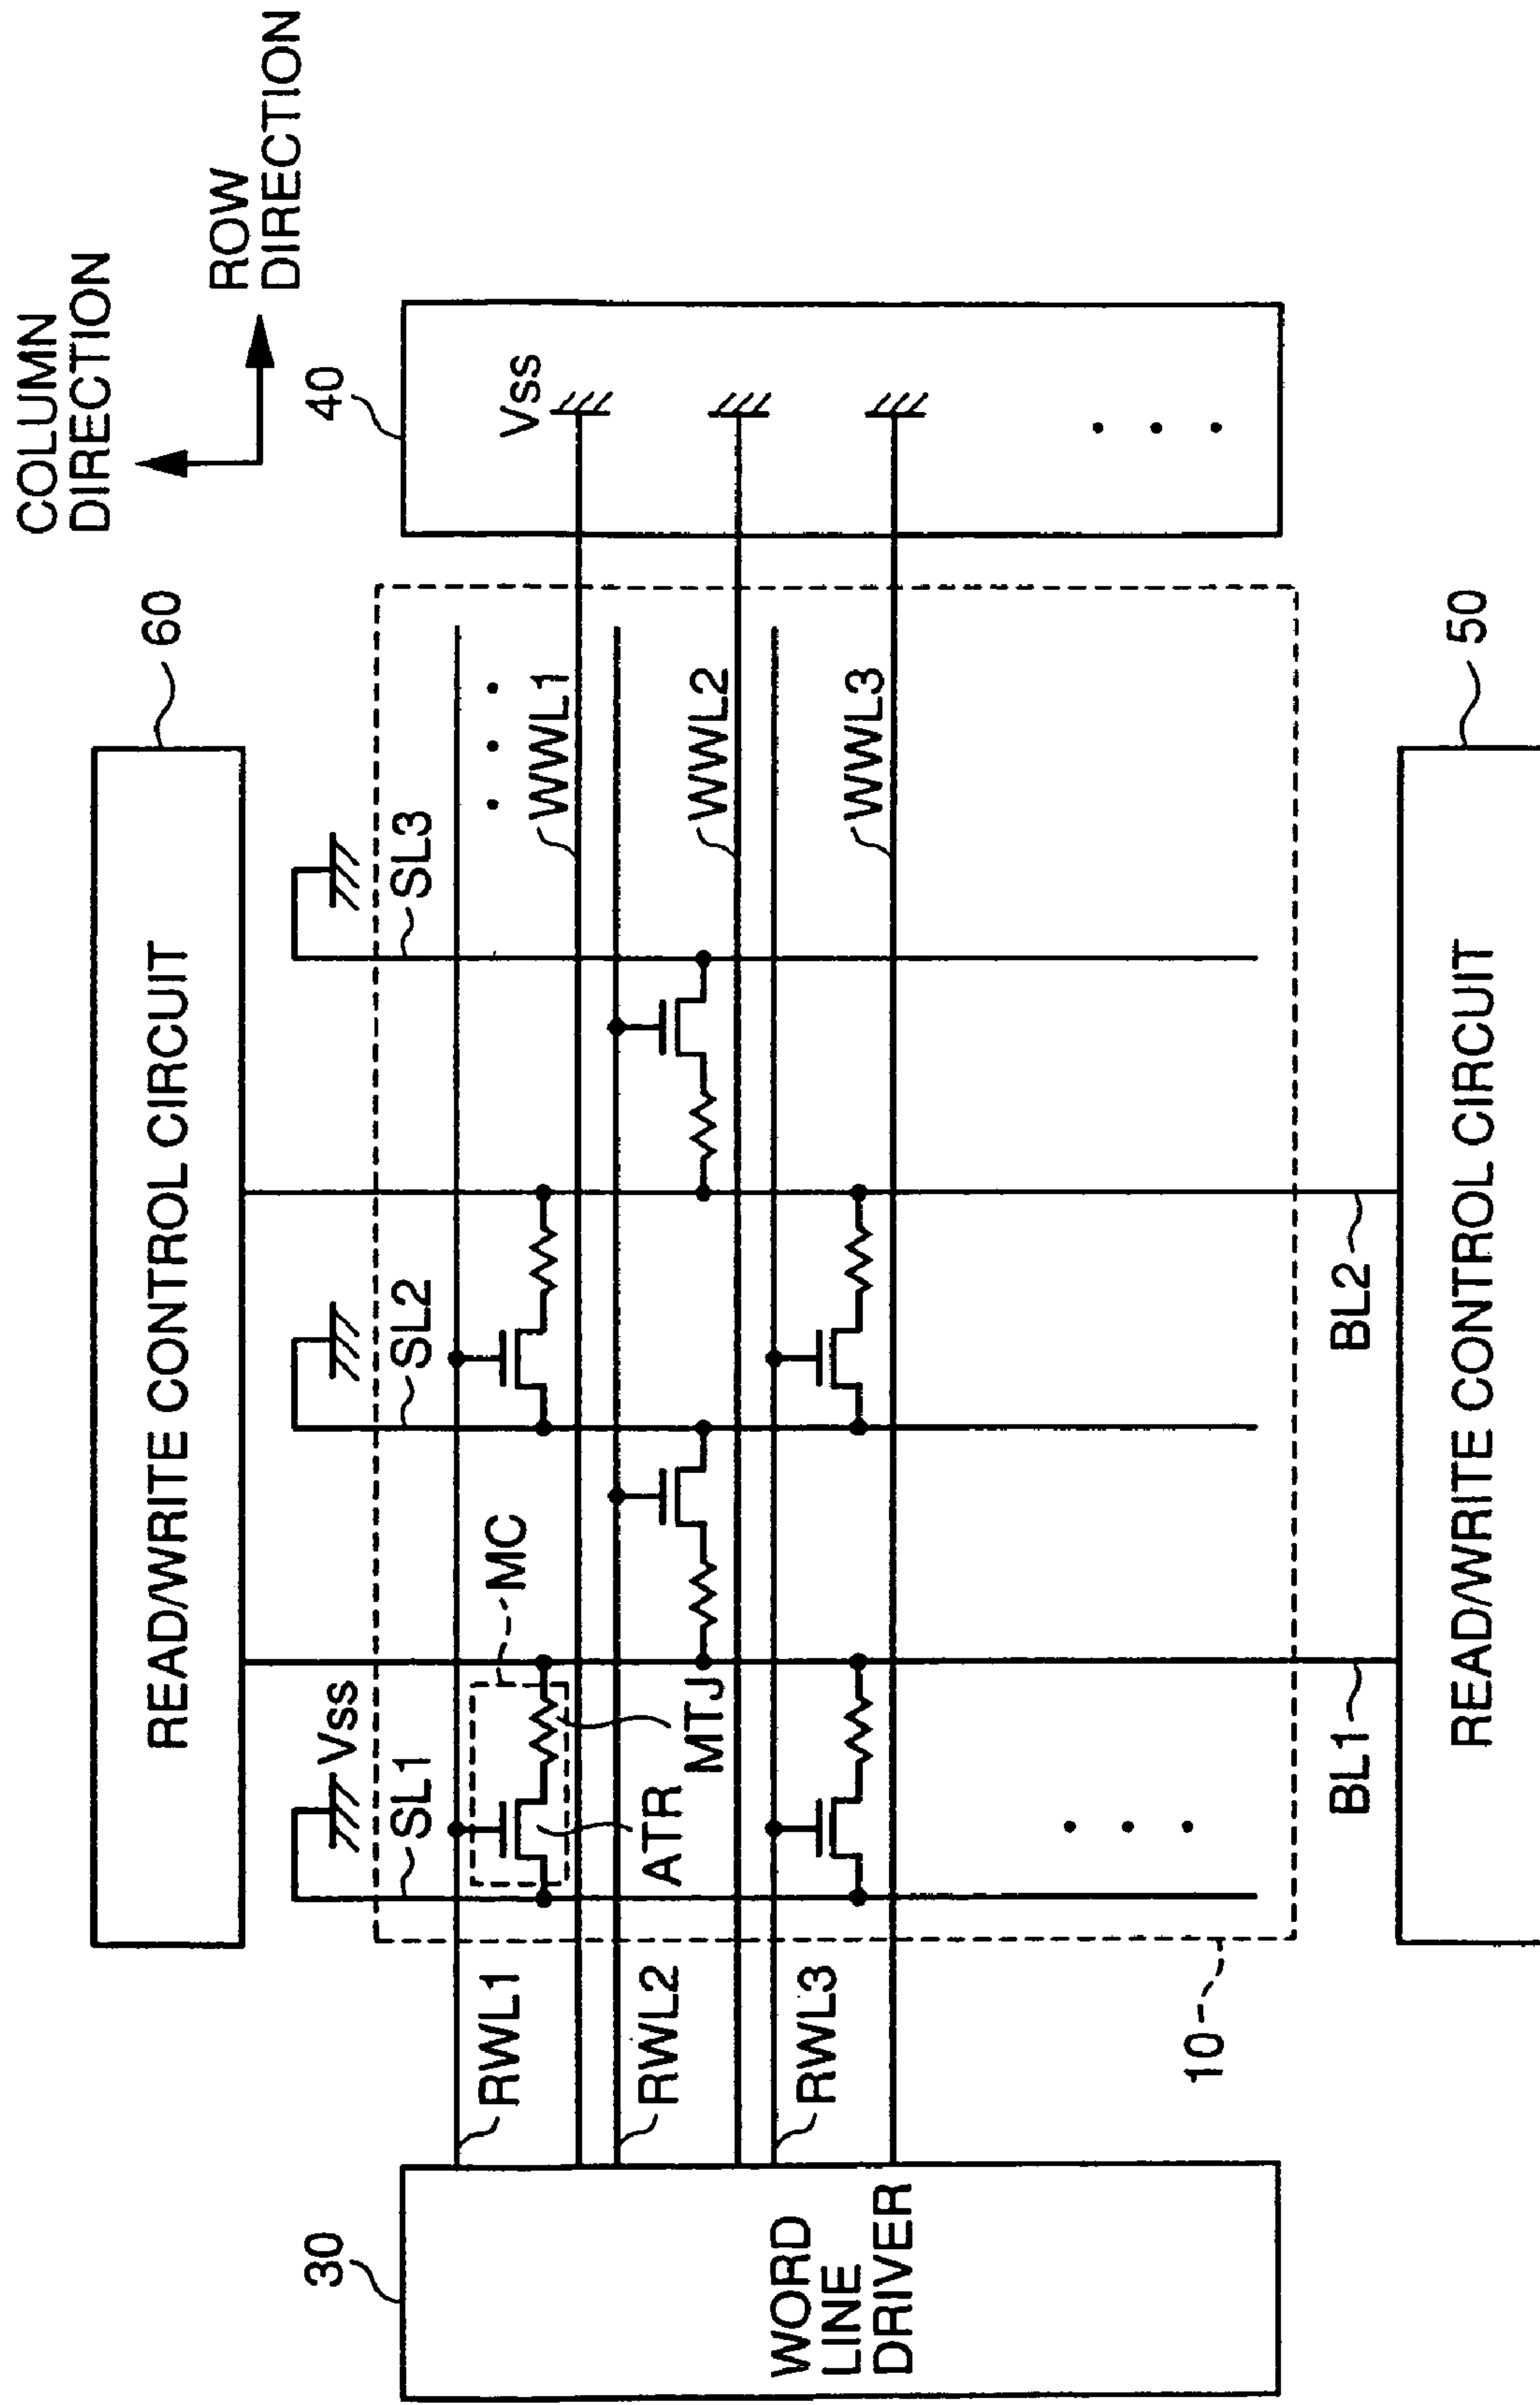 COLUMN
DIRECTION
ROW
DIRECTION
60
READ/WRITE CONTROL CIRCUIT
30
WORD
LINE
DRIVER
40
Vss
Vss
SL1
SL2
SL3
RWL1
MC
WWL1
ATR
MTJ
RWL2
WWL2
RWL3
WWL3
10
BL1
BL2
50
READ/WRITE CONTROL CIRCUIT